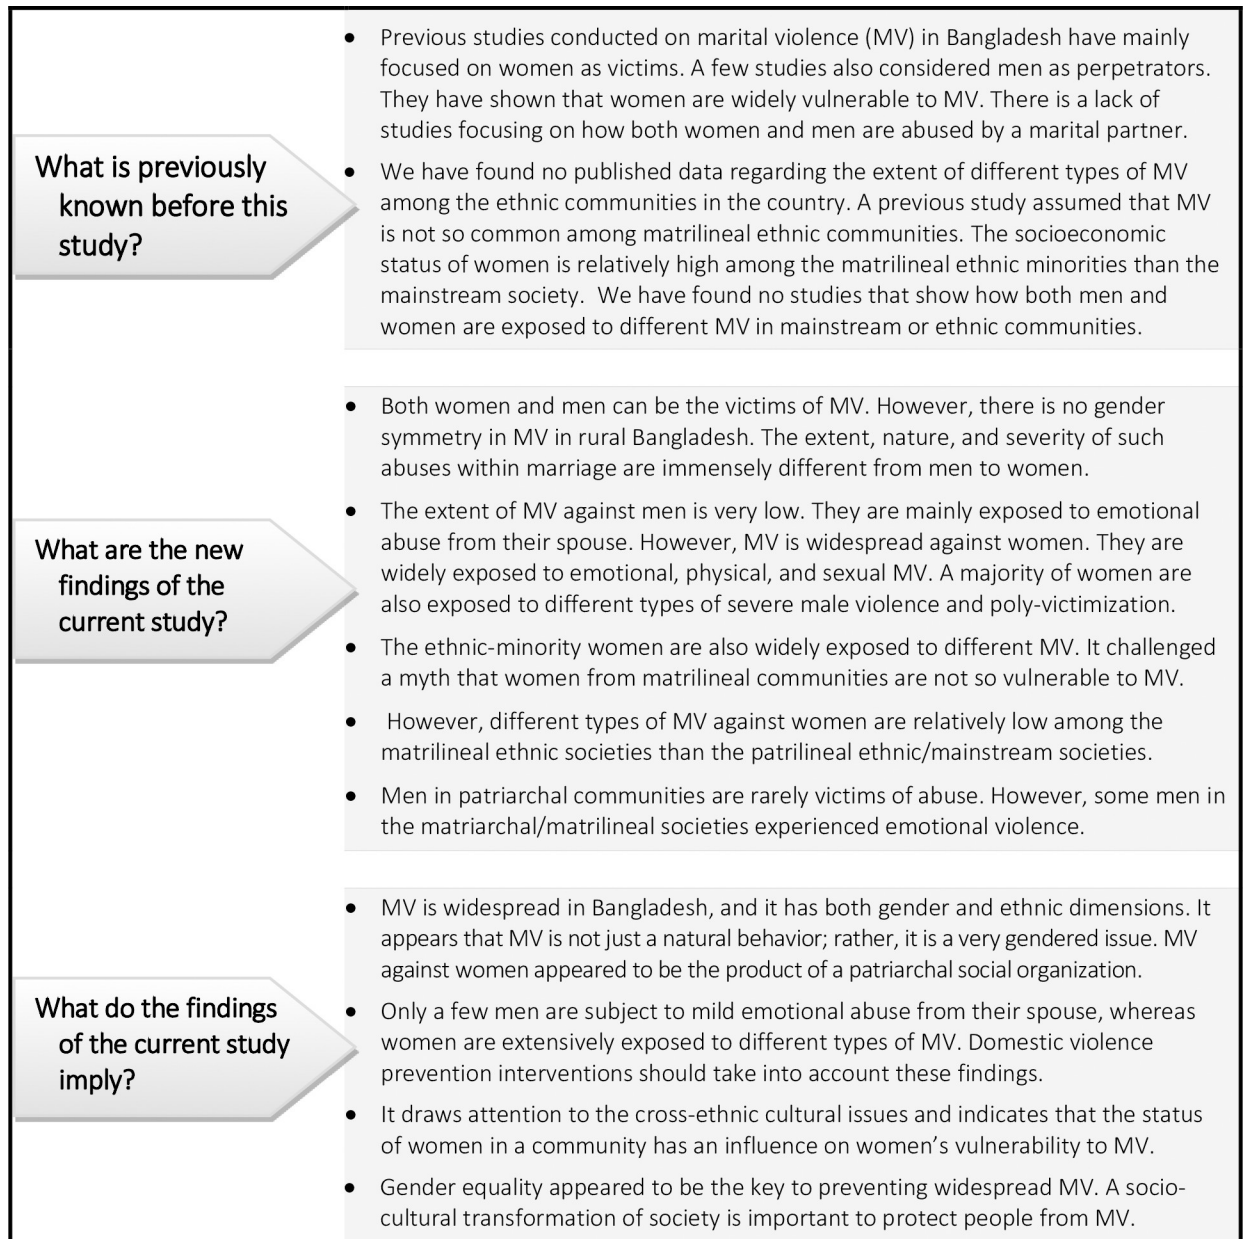 What is previously
known before this
study?
• Previous studies conducted on marital violence (MV) in Bangladesh have mainly
focused on women as victims. A few studies also considered men as perpetrators.
They have shown that women are widely vulnerable to MV. There is a lack of
studies focusing on how both women and men are abused by a marital partner.
• We have found no published data regarding the extent of different types of MV
among the ethnic communities in the country. A previous study assumed that MV
is not so common among matrilineal ethnic communities. The socioeconomic
status of women is relatively high among the matrilineal ethnic minorities than the
mainstream society.  We have found no studies that show how both men and
women are exposed to different MV in mainstream or ethnic communities.
What are the new
findings of the
current study?
• Both women and men can be the victims of MV. However, there is no gender
symmetry in MV in rural Bangladesh. The extent, nature, and severity of such
abuses within marriage are immensely different from men to women.
• The extent of MV against men is very low. They are mainly exposed to emotional
abuse from their spouse. However, MV is widespread against women. They are
widely exposed to emotional, physical, and sexual MV. A majority of women are
also exposed to different types of severe male violence and poly-victimization.
• The ethnic-minority women are also widely exposed to different MV. It challenged
a myth that women from matrilineal communities are not so vulnerable to MV.
• However, different types of MV against women are relatively low among the
matrilineal ethnic societies than the patrilineal ethnic/mainstream societies.
• Men in patriarchal communities are rarely victims of abuse. However, some men in
the matriarchal/matrilineal societies experienced emotional violence.
What do the findings
of the current study
imply?
• MV is widespread in Bangladesh, and it has both gender and ethnic dimensions. It
appears that MV is not just a natural behavior; rather, it is a very gendered issue. MV
against women appeared to be the product of a patriarchal social organization.
• Only a few men are subject to mild emotional abuse from their spouse, whereas
women are extensively exposed to different types of MV. Domestic violence
prevention interventions should take into account these findings.
• It draws attention to the cross-ethnic cultural issues and indicates that the status
of women in a community has an influence on women’s vulnerability to MV.
• Gender equality appeared to be the key to preventing widespread MV. A socio-
cultural transformation of society is important to protect people from MV.